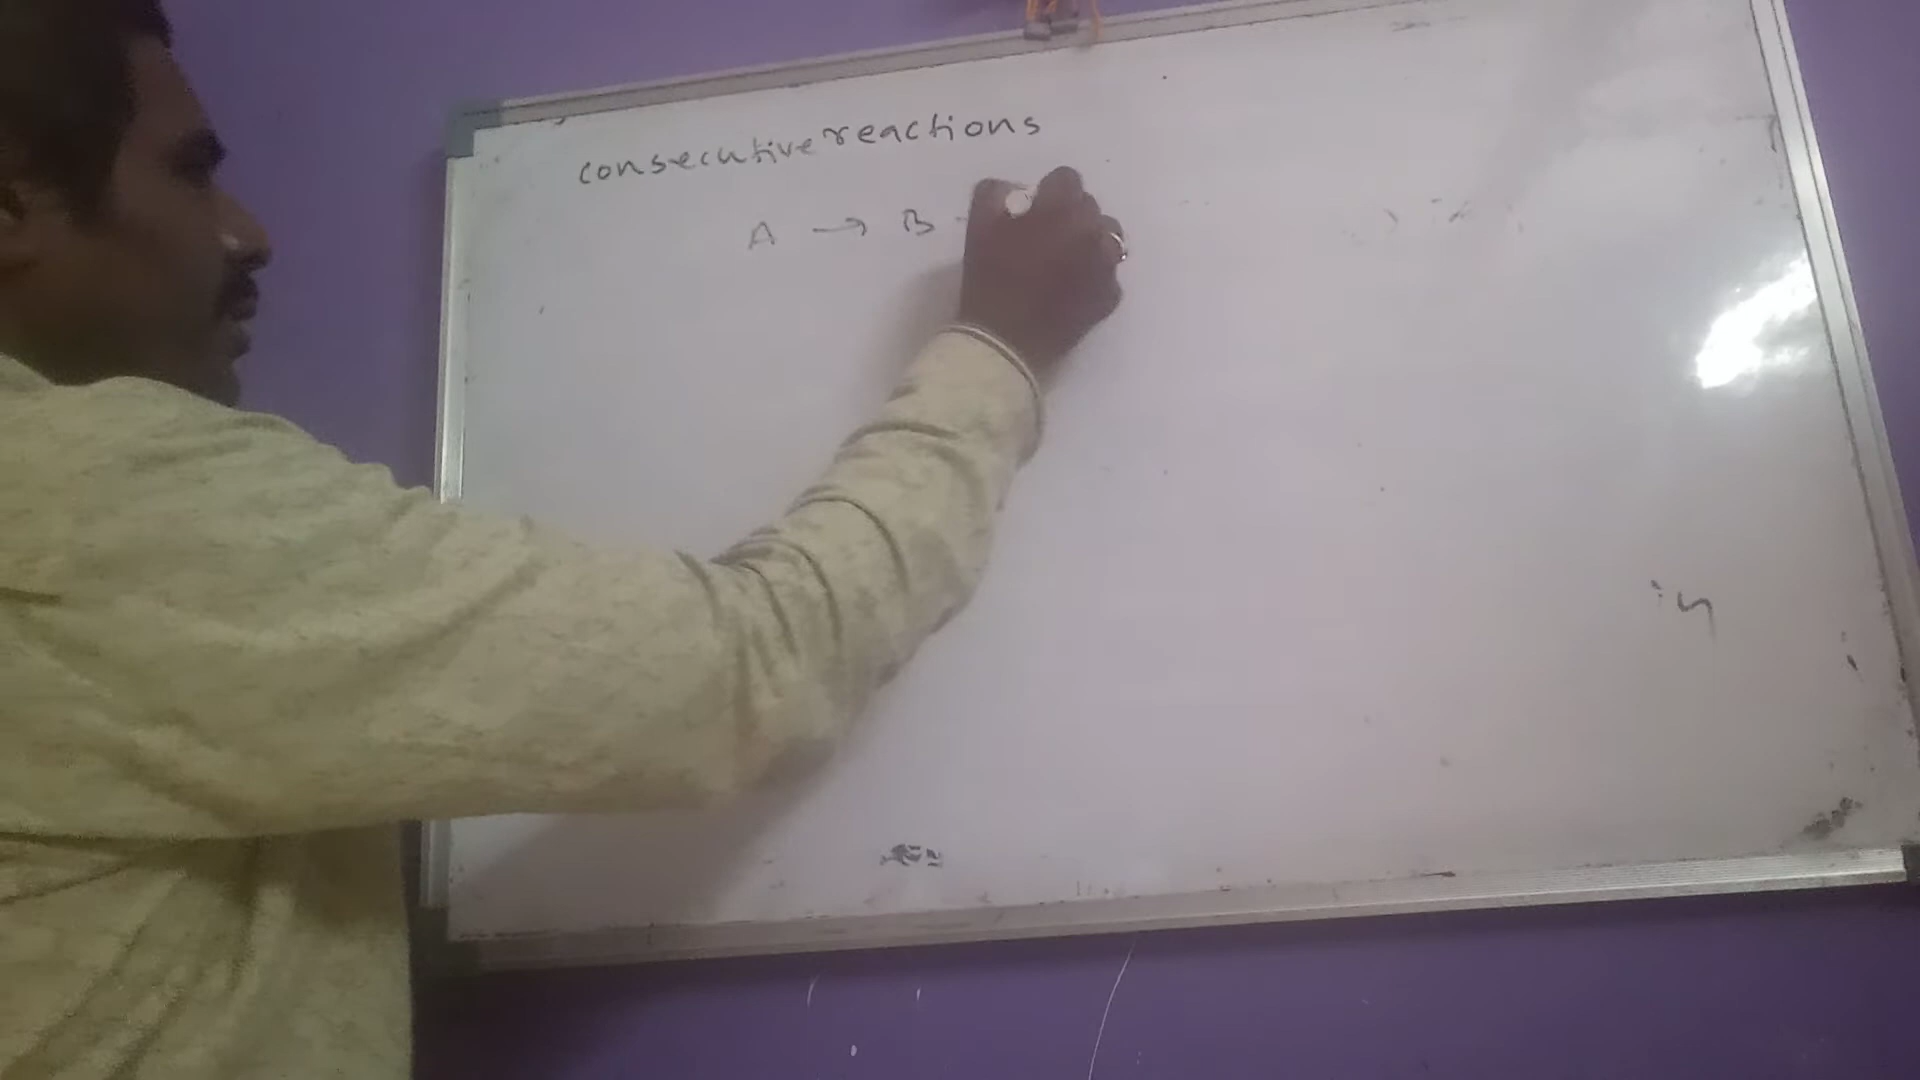 consecutive reactions
A → B